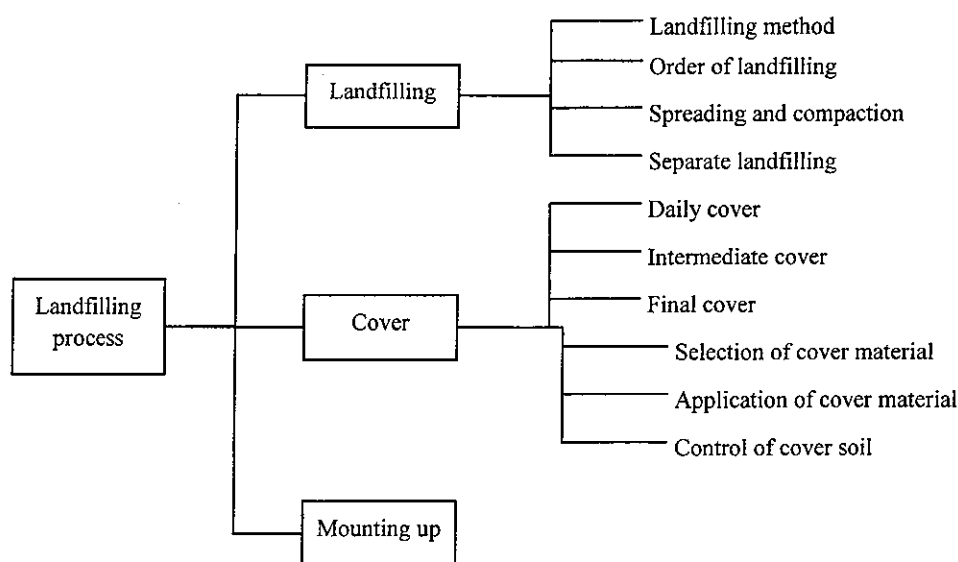 Landfilling
process
Landfilling
Landfilling method
Order of landfilling
Spreading and compaction
Separate landfilling
Cover
Daily cover
Intermediate cover
Final cover
Selection of cover material
Application of cover material
Control of cover soil
Mounting up